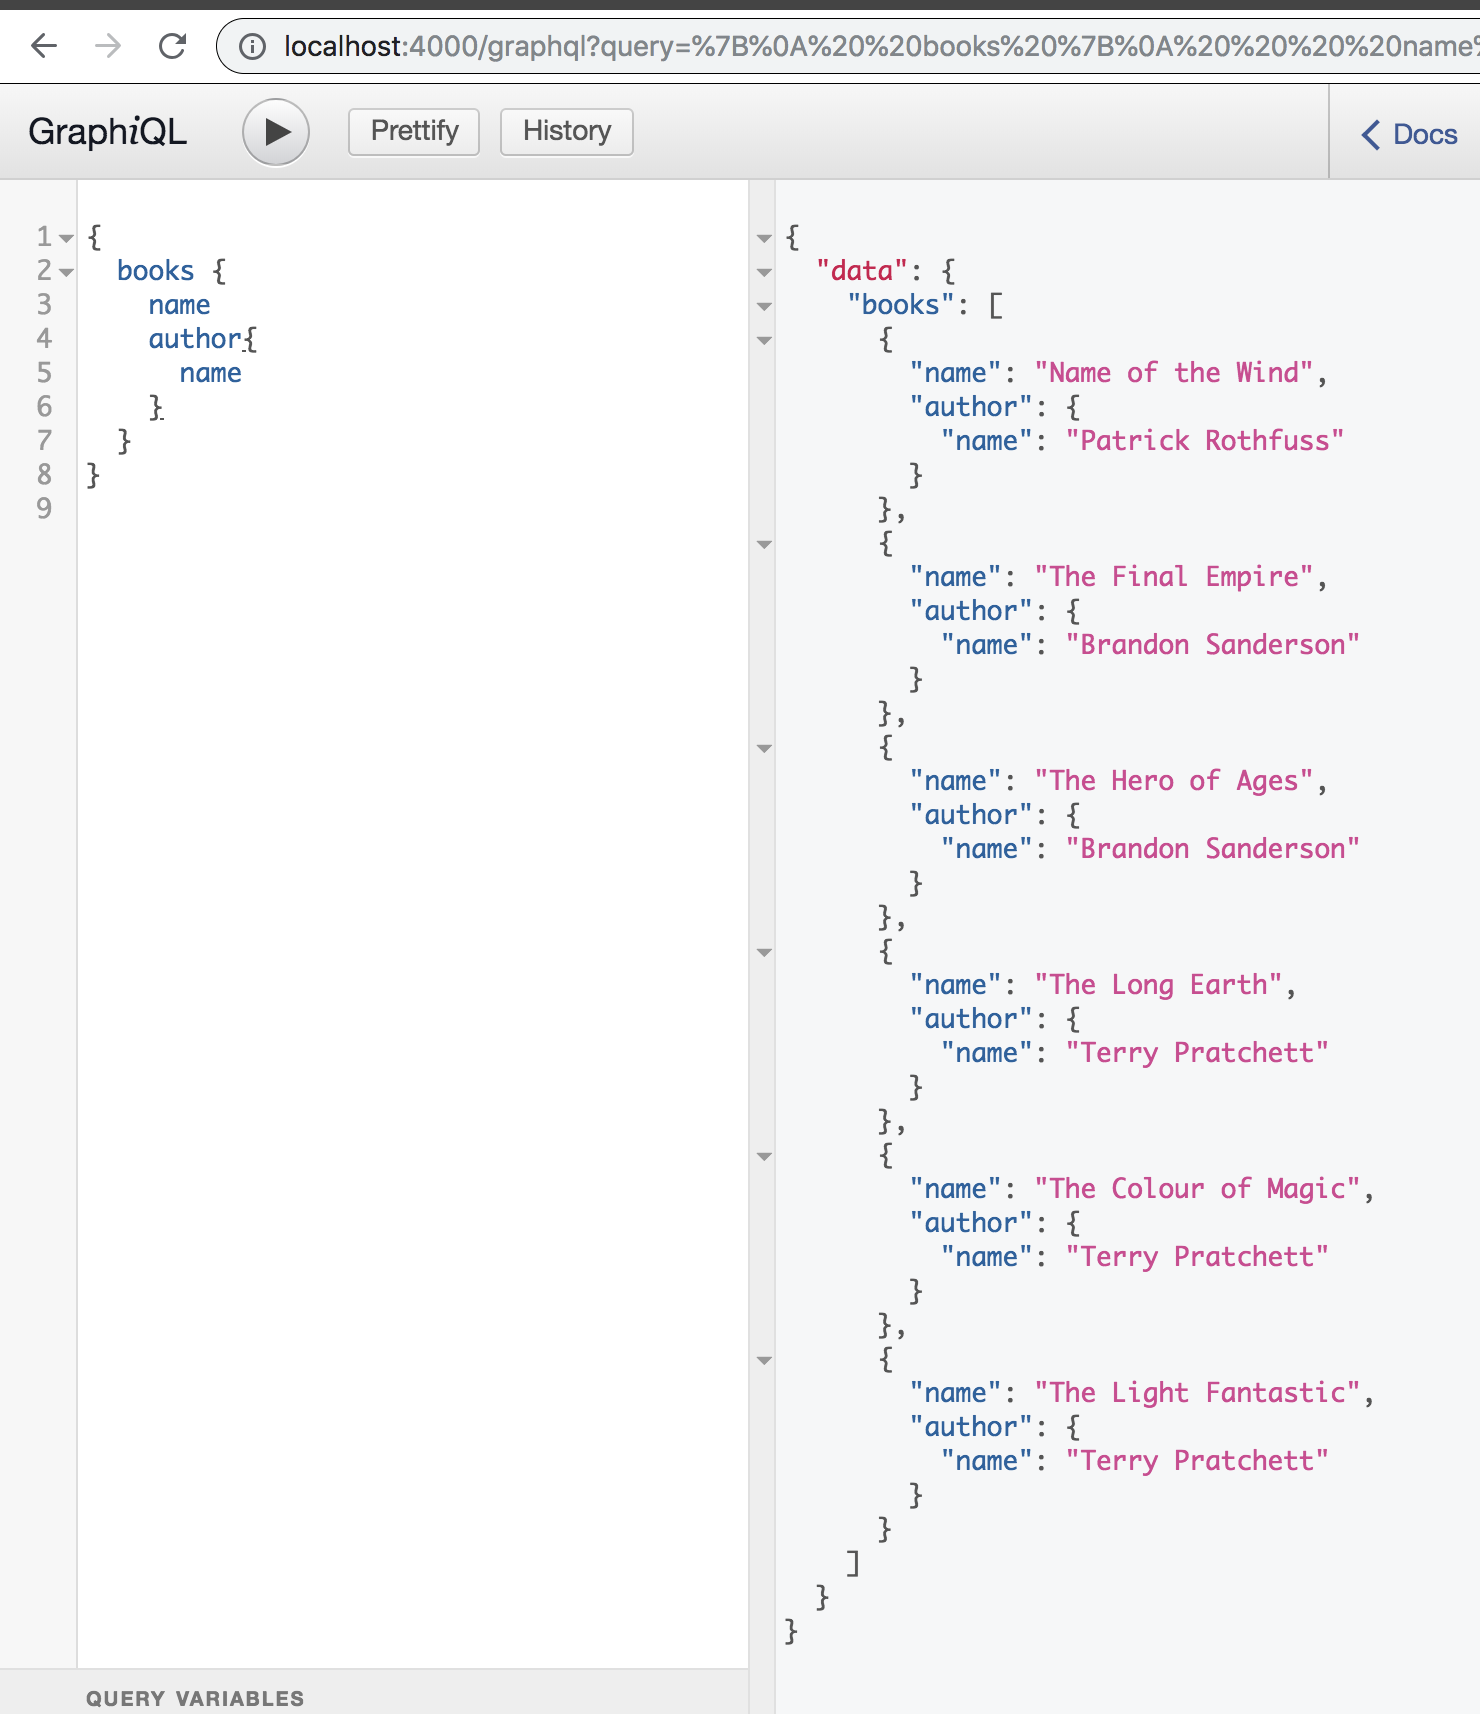 localhost:4000/graphql?query=%7B%0A%20%20books%20%7B%0A%20%20%20%20name%
GraphiQL
Prettify
History
Docs
1 {
2   books {
3     name
4     author{
5       name
6     }
7   }
8 }
9
{
  "data": {
    "books": [
      {
        "name": "Name of the Wind",
        "author": {
          "name": "Patrick Rothfuss"
        }
      },
      {
        "name": "The Final Empire",
        "author": {
          "name": "Brandon Sanderson"
        }
      },
      {
        "name": "The Hero of Ages",
        "author": {
          "name": "Brandon Sanderson"
        }
      },
      {
        "name": "The Long Earth",
        "author": {
          "name": "Terry Pratchett"
        }
      },
      {
        "name": "The Colour of Magic",
        "author": {
          "name": "Terry Pratchett"
        }
      },
      {
        "name": "The Light Fantastic",
        "author": {
          "name": "Terry Pratchett"
        }
      }
    ]
  }
}
QUERY VARIABLES